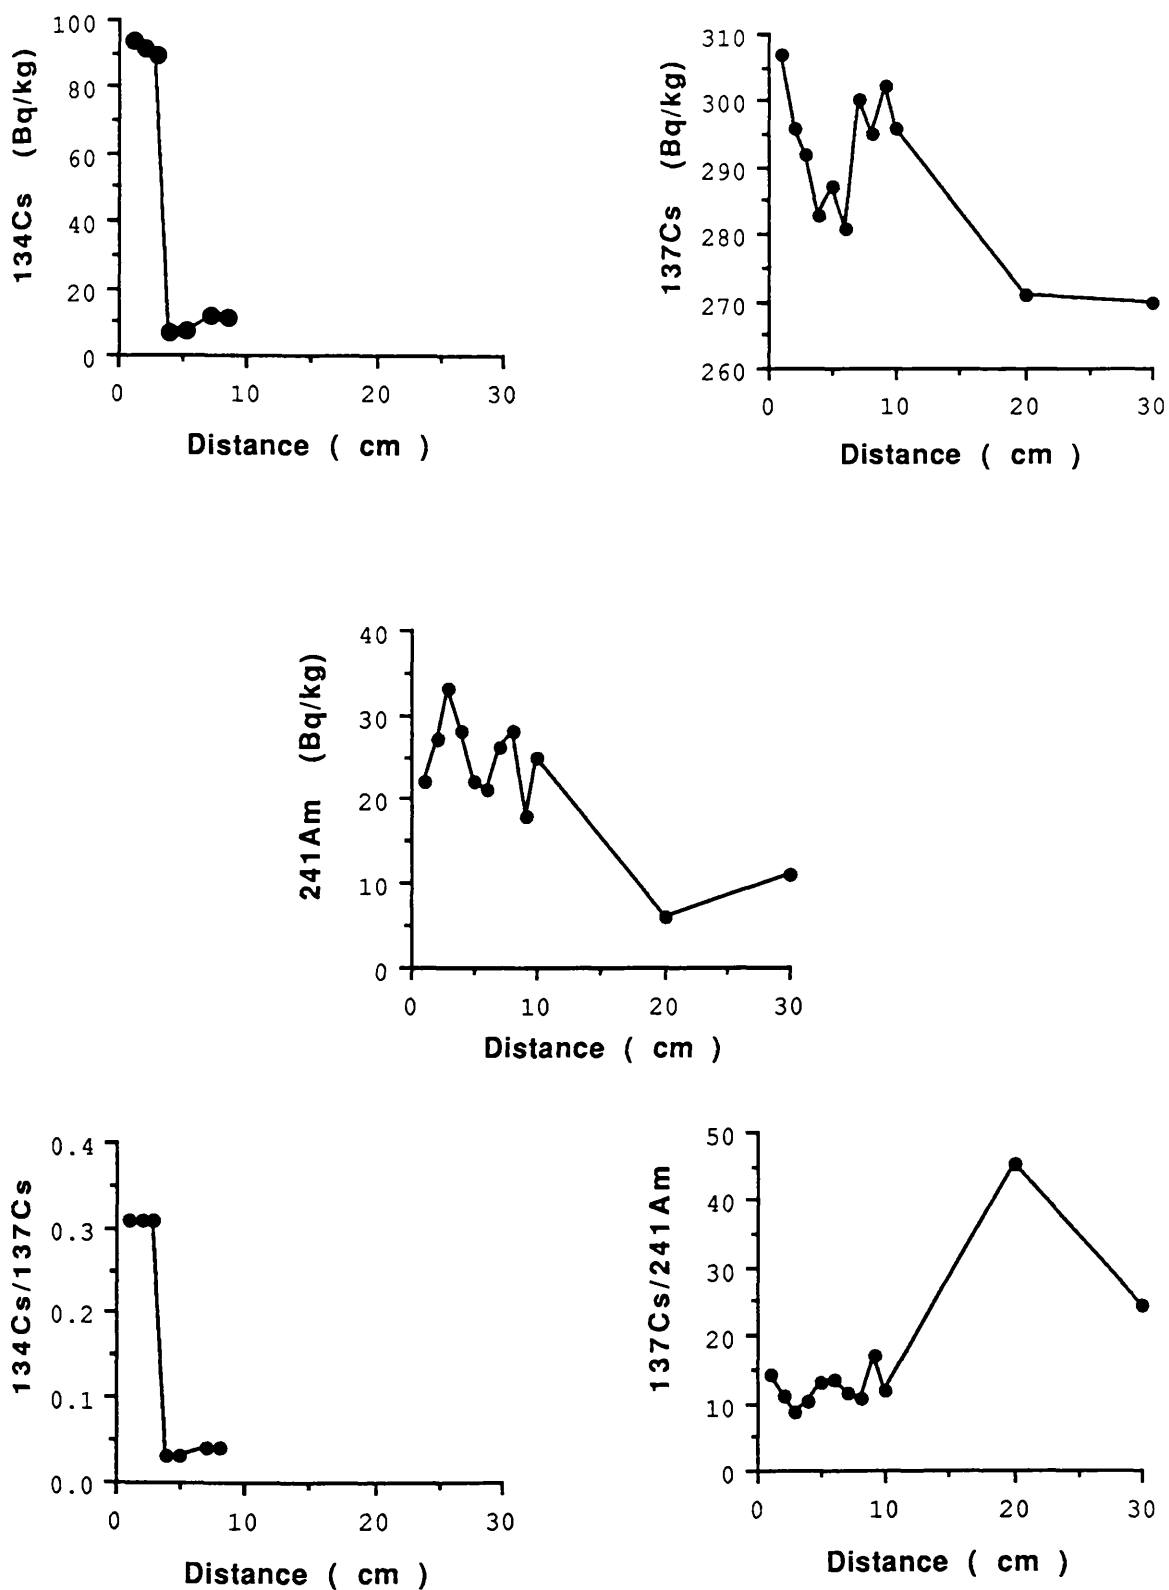 134Cs (Bq/kg)
100
80
60
40
20
0
0 10 20 30
Distance ( cm )
137Cs (Bq/kg)
310
300
290
280
270
260
0 10 20 30
Distance ( cm )
241Am (Bq/kg)
40
30
20
10
0
0 10 20 30
Distance ( cm )
134Cs/137Cs
0.4
0.3
0.2
0.1
0.0
0 10 20 30
Distance ( cm )
137Cs/241Am
50
40
30
20
10
0
0 10 20 30
Distance ( cm )